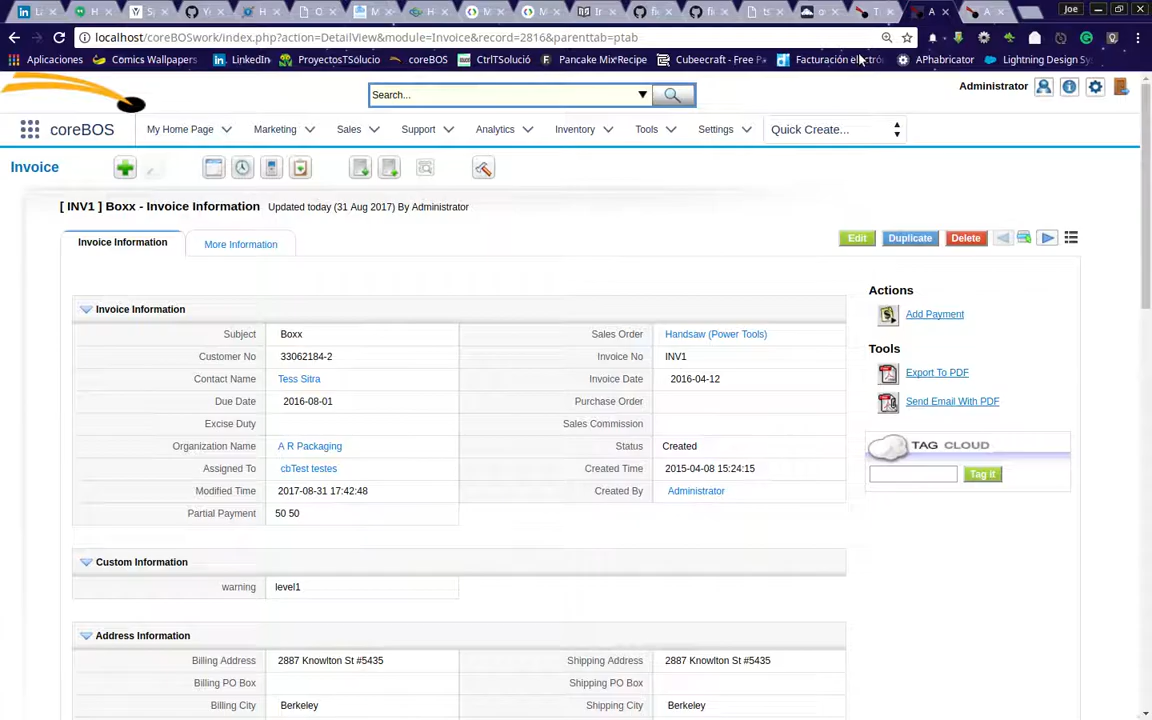 Joe
localhost/coreBOSwork/index.php?action=DetailView&module=Invoice&record=2816&parenttab=ptab
Aplicaciones Comics Wallpapers LinkedIn ProyectosTSolucio coreBOS CtrlTSolució Pancake Mix Recipe Cubecraft - Free Pa Facturación electró APhabricator Lightning Design Sy
Search...
Administrator
coreBOS My Home Page Marketing Sales Support Analytics Inventory Tools Settings Quick Create...
Invoice
[ INV1 ] Boxx - Invoice Information Updated today (31 Aug 2017) By Administrator
Invoice Information More Information Edit Duplicate Delete
Actions
Add Payment
Tools
Export To PDF
Send Email With PDF
TAG CLOUD
Tag it
Invoice Information
Subject Boxx Sales Order Handsaw (Power Tools)
Customer No 33062184-2 Invoice No INV1
Contact Name Tess Sitra Invoice Date 2016-04-12
Due Date 2016-08-01 Purchase Order
Excise Duty Sales Commission
Organization Name A R Packaging Status Created
Assigned To cbTest testes Created Time 2015-04-08 15:24:15
Modified Time 2017-08-31 17:42:48 Created By Administrator
Partial Payment 50 50
Custom Information
warning level1
Address Information
Billing Address 2887 Knowlton St #5435 Shipping Address 2887 Knowlton St #5435
Billing PO Box Shipping PO Box
Billing City Berkeley Shipping City Berkeley